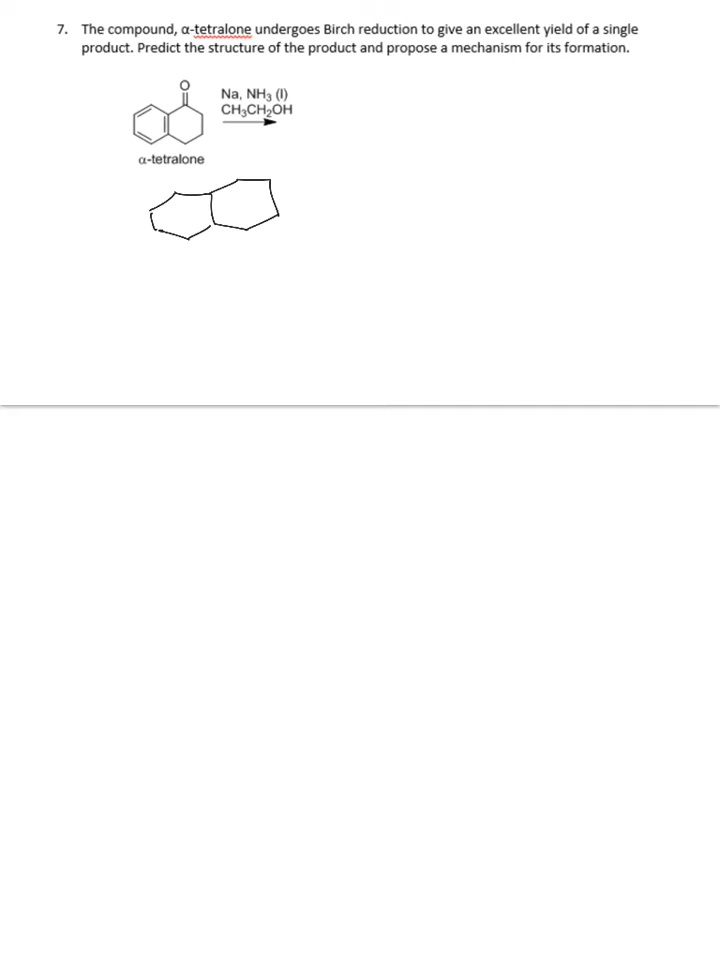 7. The compound, α-tetralone undergoes Birch reduction to give an excellent yield of a single
product. Predict the structure of the product and propose a mechanism for its formation.
O
Na, NH3 (l)
CH3CH2OH
α-tetralone